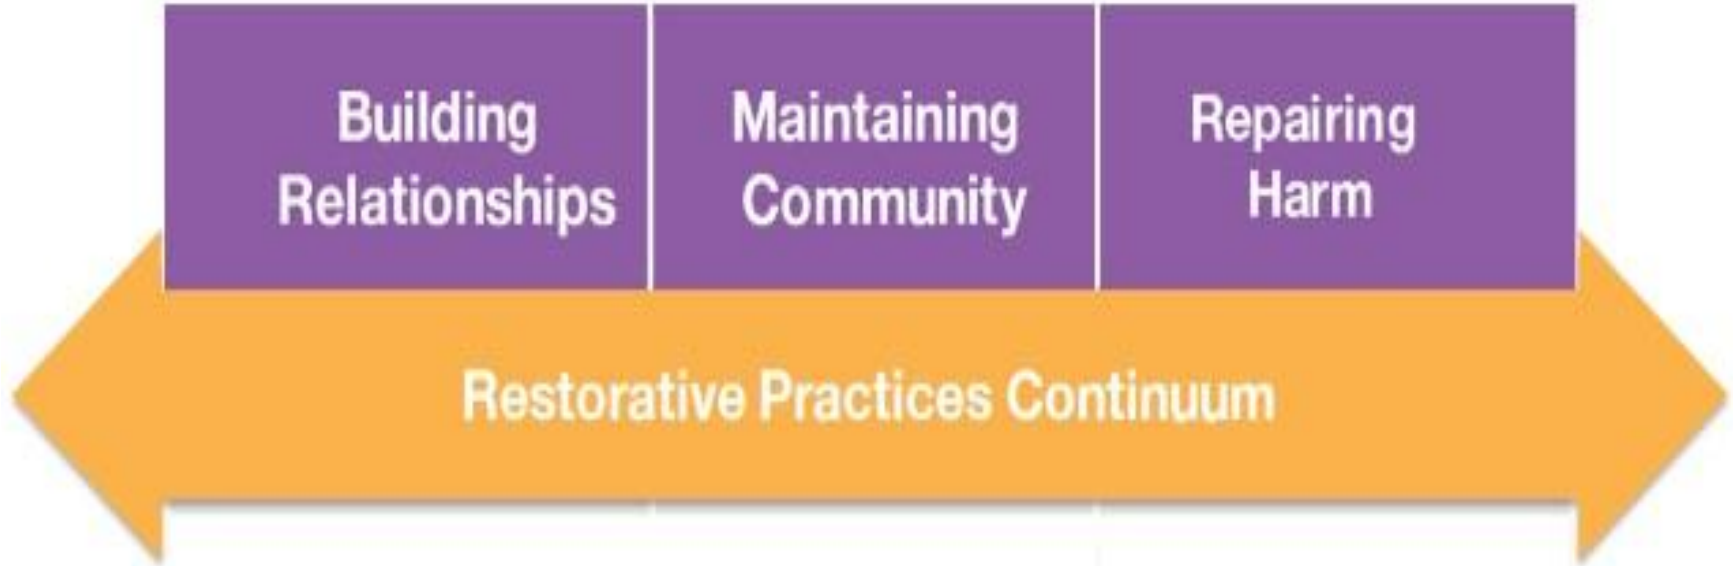 Building
Relationships
Maintaining
Community
Repairing
Harm
Restorative Practices Continuum